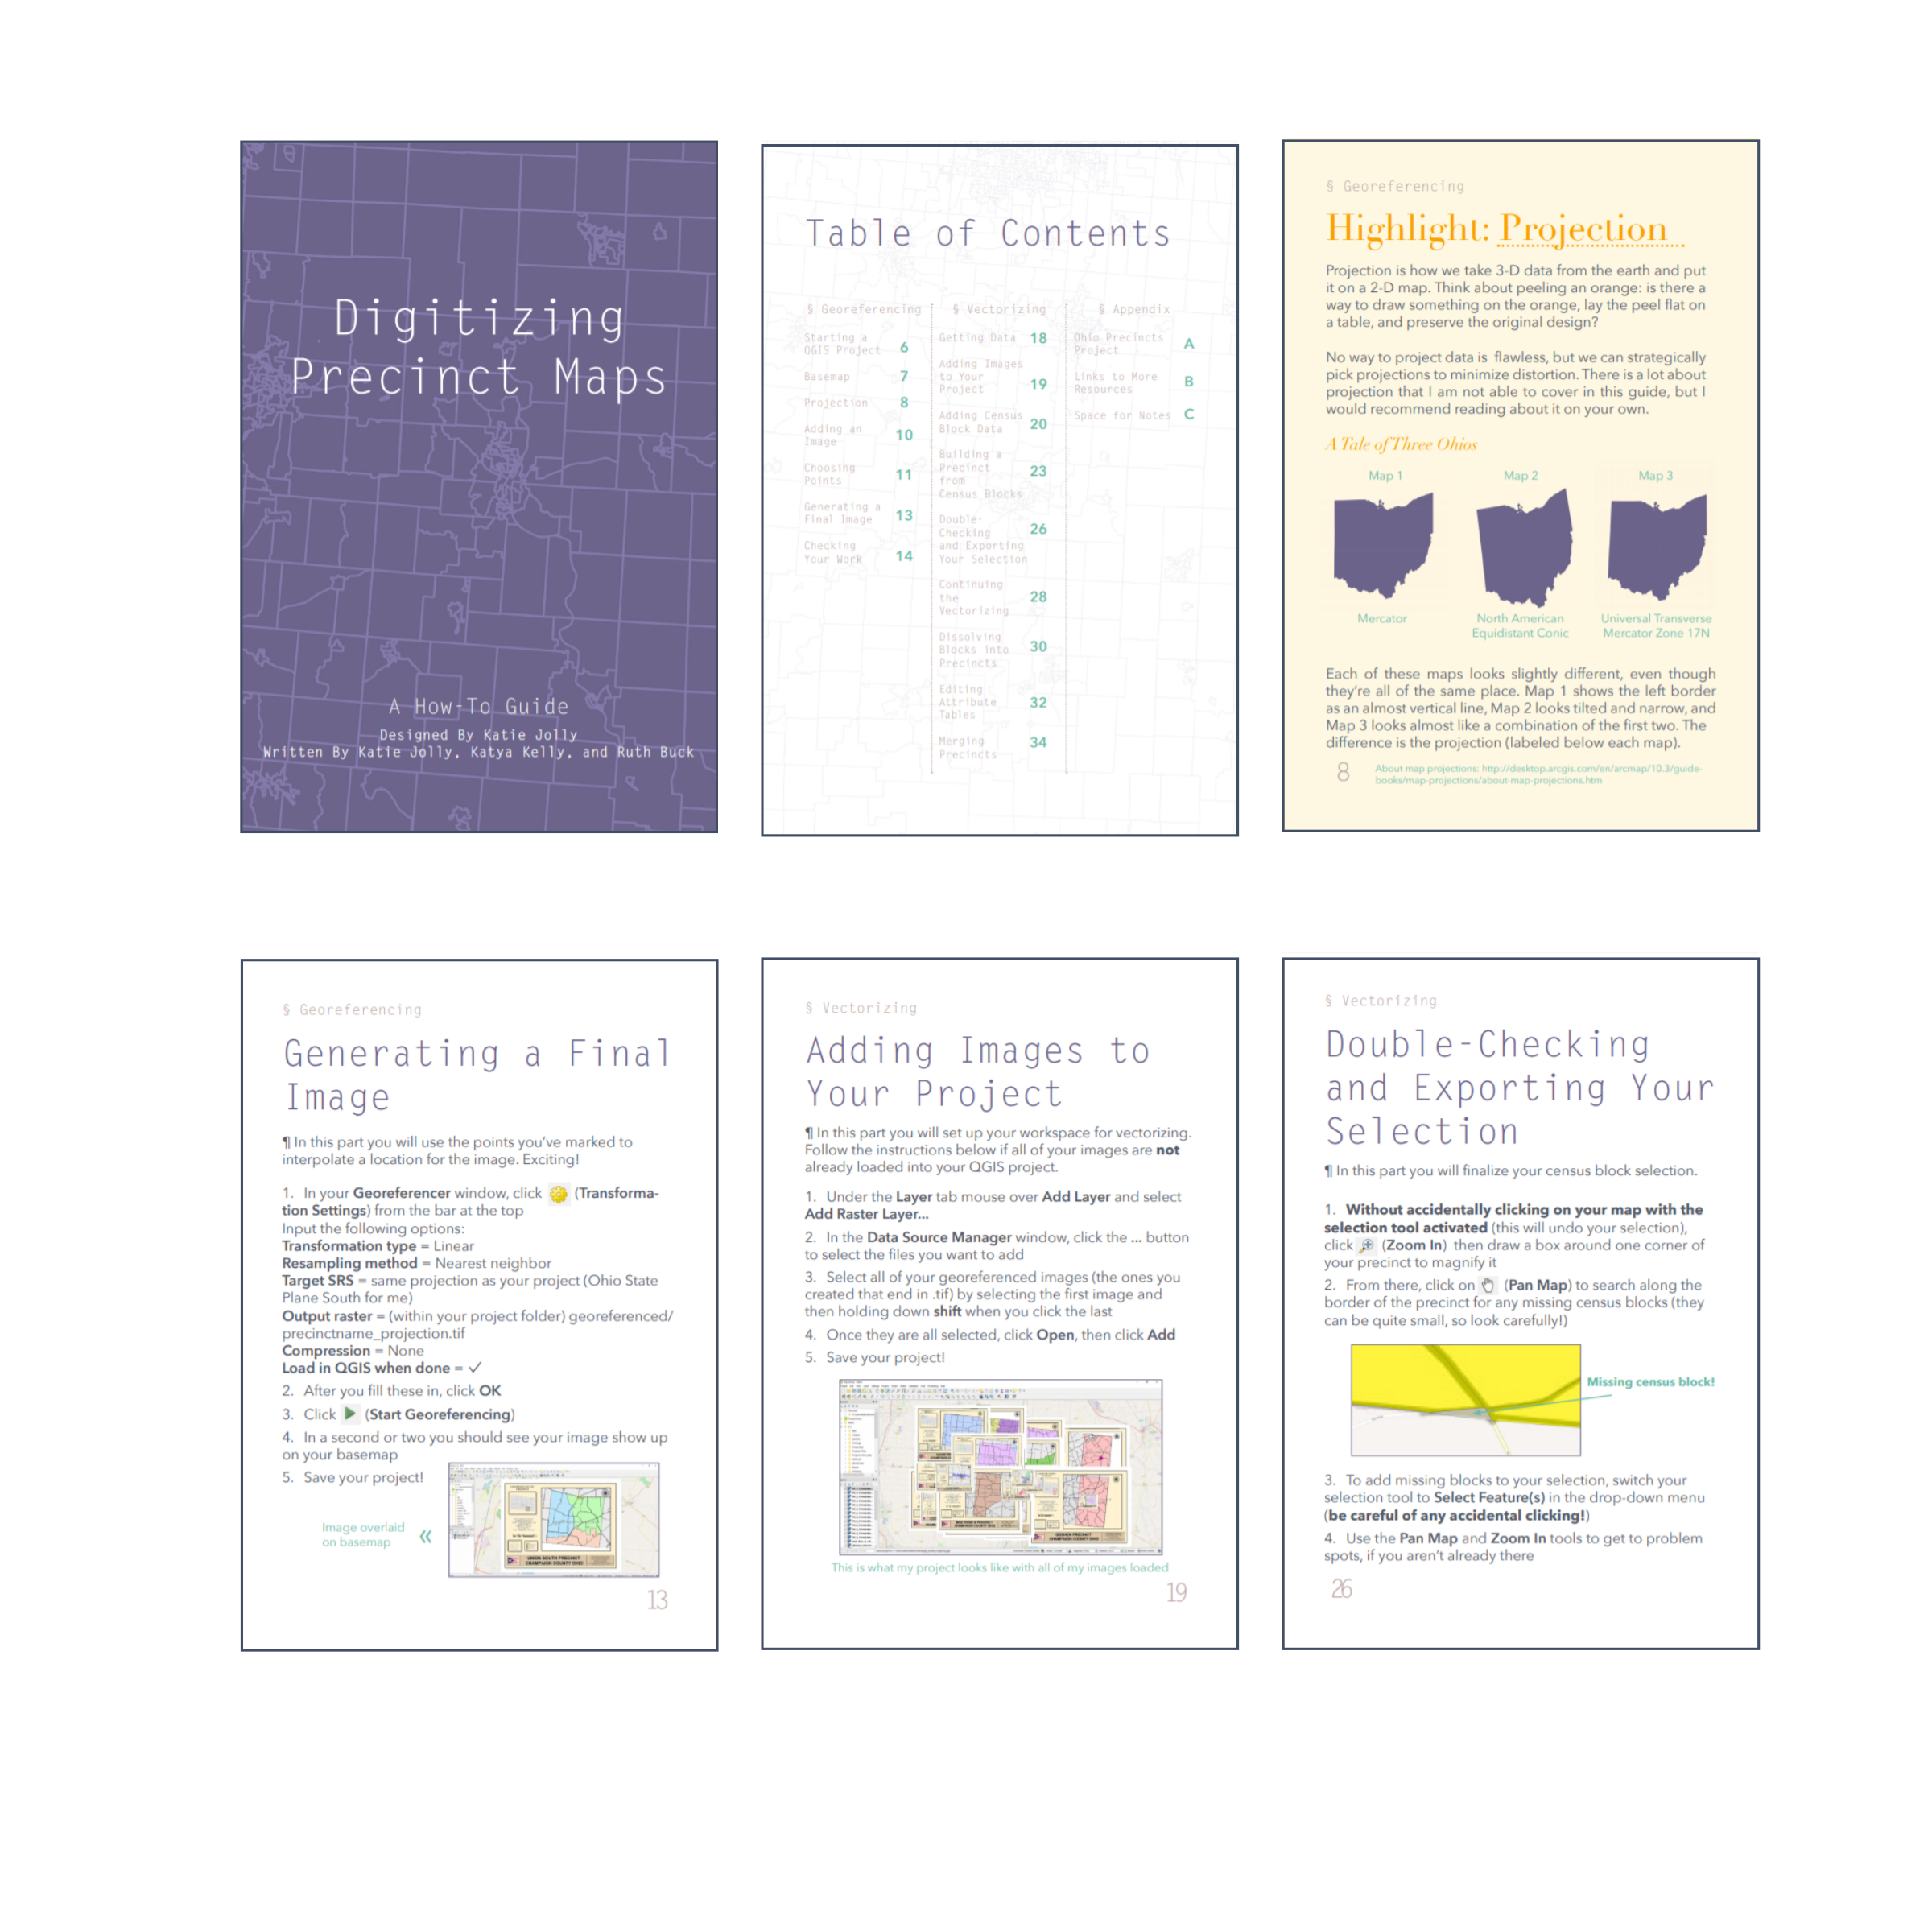 Digitizing
Precinct Maps
A How-To Guide
Designed By Katie Jolly
Written By Katie Jolly, Katya Kelly, and Ruth Buck
Table of Contents
§ Georeferencing
Starting a
QGIS Project 6
Basemap 7
Projection 8
Adding an
Image 10
Choosing
Points 11
Generating a
Final Image 13
Checking
Your Work 14
§ Vectorizing
Getting Data 18
Adding Images
to Your
Project 19
Adding Census
Block Data 20
Building a
Precinct
from
Census Blocks 23
Double-
Checking
and Exporting
Your Selection 26
Continuing
the
Vectorizing 28
Dissolving
Blocks into
Precincts 30
Editing
Attribute
Tables 32
Merging
Precincts 34
§ Appendix
Ohio Precincts
Project A
Links to More
Resources B
Space for Notes C
§ Georeferencing
Highlight: Projection
Projection is how we take 3-D data from the earth and put
it on a 2-D map. Think about peeling an orange: is there a
way to draw something on the orange, lay the peel flat on
a table, and preserve the original design?
No way to project data is flawless, but we can strategically
pick projections to minimize distortion. There is a lot about
projection that I am not able to cover in this guide, but I
would recommend reading about it on your own.
A Tale of Three Ohios
Map 1 Map 2 Map 3
Mercator
North American
Equidistant Conic
Universal Transverse
Mercator Zone 17N
Each of these maps looks slightly different, even though
they're all of the same place. Map 1 shows the left border
as an almost vertical line, Map 2 looks tilted and narrow, and
Map 3 looks almost like a combination of the first two. The
difference is the projection (labeled below each map).
8
About map projections: http://desktop.arcgis.com/en/arcmap/10.3/guide-
books/map-projections/about-map-projections.htm
§ Georeferencing
Generating a Final
Image
¶ In this part you will use the points you've marked to
interpolate a location for the image. Exciting!
1. In your Georeferencer window, click (Transforma-
tion Settings) from the bar at the top
Input the following options:
Transformation type = Linear
Resampling method = Nearest neighbor
Target SRS = same projection as your project (Ohio State
Plane South for me)
Output raster = (within your project folder) georeferenced/
precinctname_projection.tif
Compression = None
Load in QGIS when done = ✓
2. After you fill these in, click OK
3. Click (Start Georeferencing)
4. In a second or two you should see your image show up
on your basemap
5. Save your project!
Image overlaid
on basemap «
UNION SOUTH PRECINCT
CHAMPAIGN COUNTY OHIO
13
§ Vectorizing
Adding Images to
Your Project
¶ In this part you will set up your workspace for vectorizing.
Follow the instructions below if all of your images are not
already loaded into your QGIS project.
1. Under the Layer tab mouse over Add Layer and select
Add Raster Layer...
2. In the Data Source Manager window, click the ... button
to select the files you want to add
3. Select all of your georeferenced images (the ones you
created that end in .tif) by selecting the first image and
then holding down shift when you click the last
4. Once they are all selected, click Open, then click Add
5. Save your project!
GOSHEN PRECINCT
CHAMPAIGN COUNTY OHIO
This is what my project looks like with all of my images loaded
19
§ Vectorizing
Double-Checking
and Exporting Your
Selection
¶ In this part you will finalize your census block selection.
1. Without accidentally clicking on your map with the
selection tool activated (this will undo your selection),
click (Zoom In) then draw a box around one corner of
your precinct to magnify it
2. From there, click on (Pan Map) to search along the
border of the precinct for any missing census blocks (they
can be quite small, so look carefully!)
Missing census block!
3. To add missing blocks to your selection, switch your
selection tool to Select Feature(s) in the drop-down menu
(be careful of any accidental clicking!)
4. Use the Pan Map and Zoom In tools to get to problem
spots, if you aren't already there
26